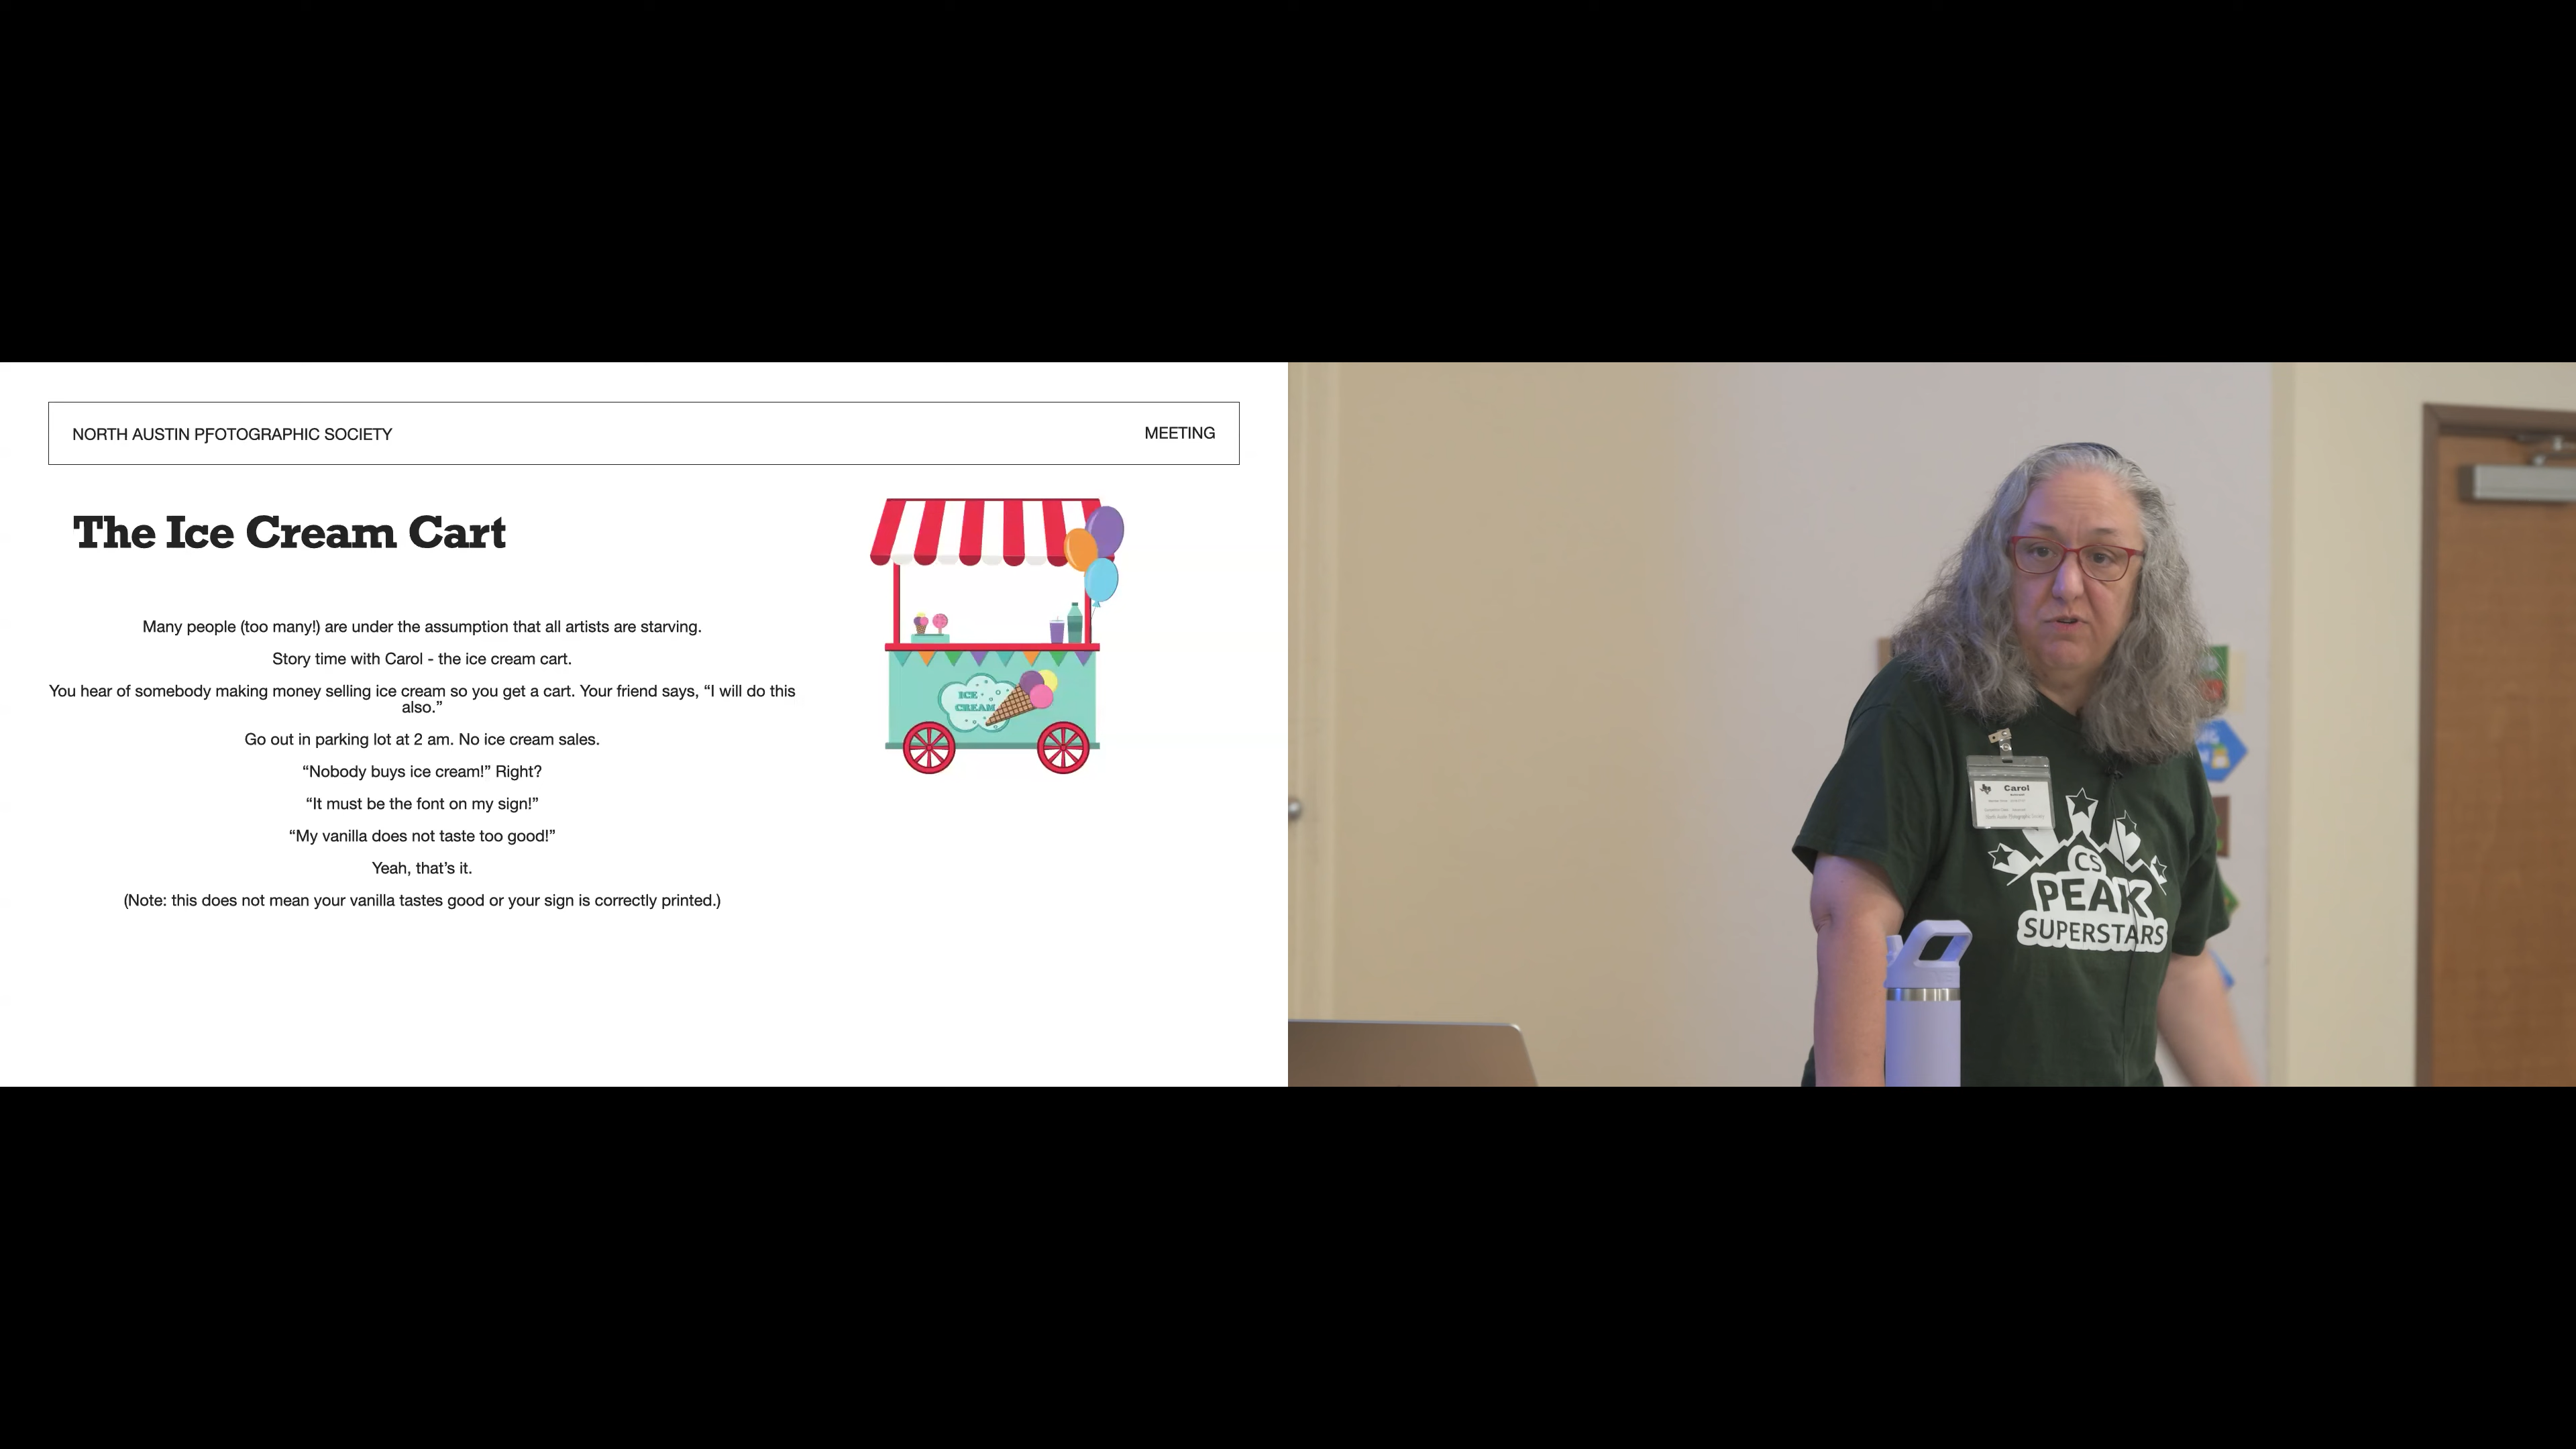 NORTH AUSTIN PƑOTOGRAPHIC SOCIETY
MEETING
The Ice Cream Cart
Many people (too many!) are under the assumption that all artists are starving.
Story time with Carol - the ice cream cart.
You hear of somebody making money selling ice cream so you get a cart. Your friend says, “I will do this
also.”
Go out in parking lot at 2 am. No ice cream sales.
“Nobody buys ice cream!” Right?
“It must be the font on my sign!”
“My vanilla does not taste too good!”
Yeah, that’s it.
(Note: this does not mean your vanilla tastes good or your sign is correctly printed.)
ICE
CREAM
Carol
North Austin Photographic Society
CS
PEAK
SUPERSTARS